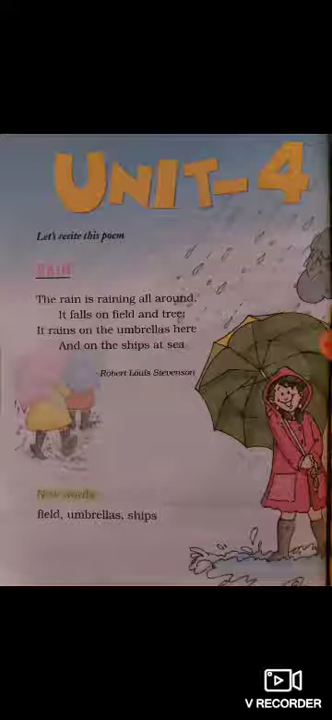 UNIT-4
Let's recite this poem
RAIN
The rain is raining all around,
It falls on field and tree;
It rains on the umbrellas here
And on the ships at sea
-Robert Louis Stevenson
New words
field, umbrellas, ships
V RECORDER